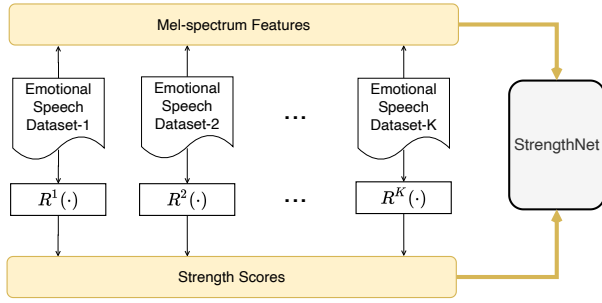 Mel-spectrum Features
Emotional
Speech
Dataset-1
Emotional
Speech
Dataset-2
...
Emotional
Speech
Dataset-K
StrengthNet
R¹(·)
R²(·)
...
Rᴷ(·)
Strength Scores